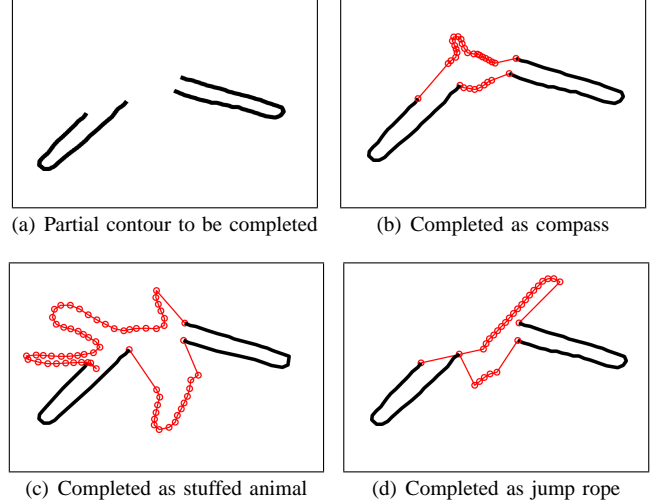 (a) Partial contour to be completed
(b) Completed as compass
(c) Completed as stuffed animal
(d) Completed as jump rope